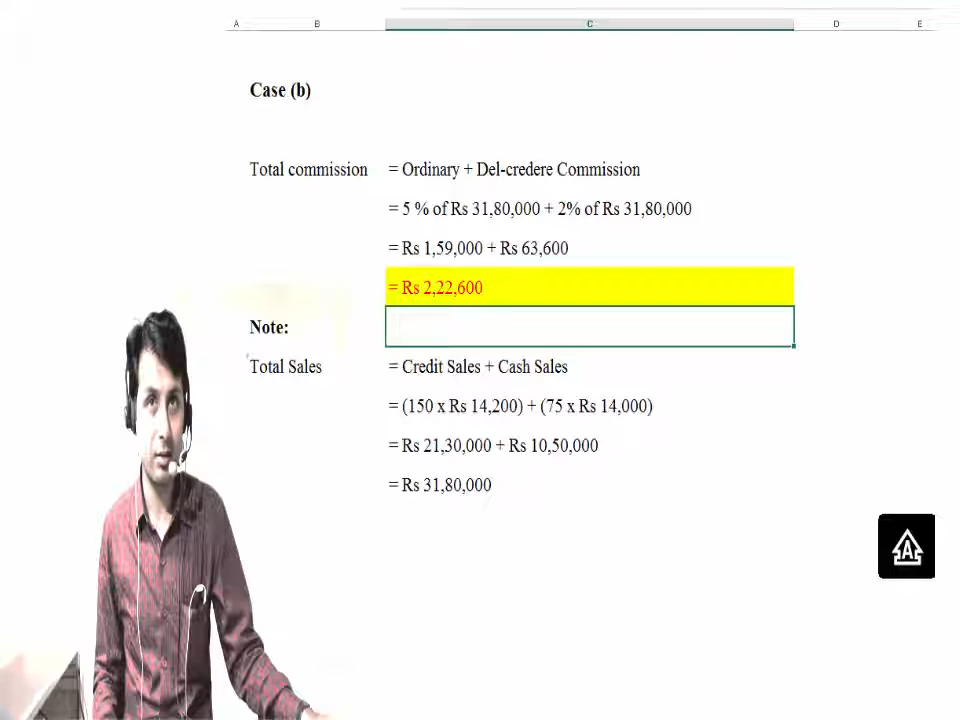 A B C D E
Case (b)
Total commission = Ordinary + Del-credere Commission
= 5 % of Rs 31,80,000 + 2% of Rs 31,80,000
= Rs 1,59,000 + Rs 63,600
= Rs 2,22,600
Note:
Total Sales = Credit Sales + Cash Sales
= (150 x Rs 14,200) + (75 x Rs 14,000)
= Rs 21,30,000 + Rs 10,50,000
= Rs 31,80,000
A